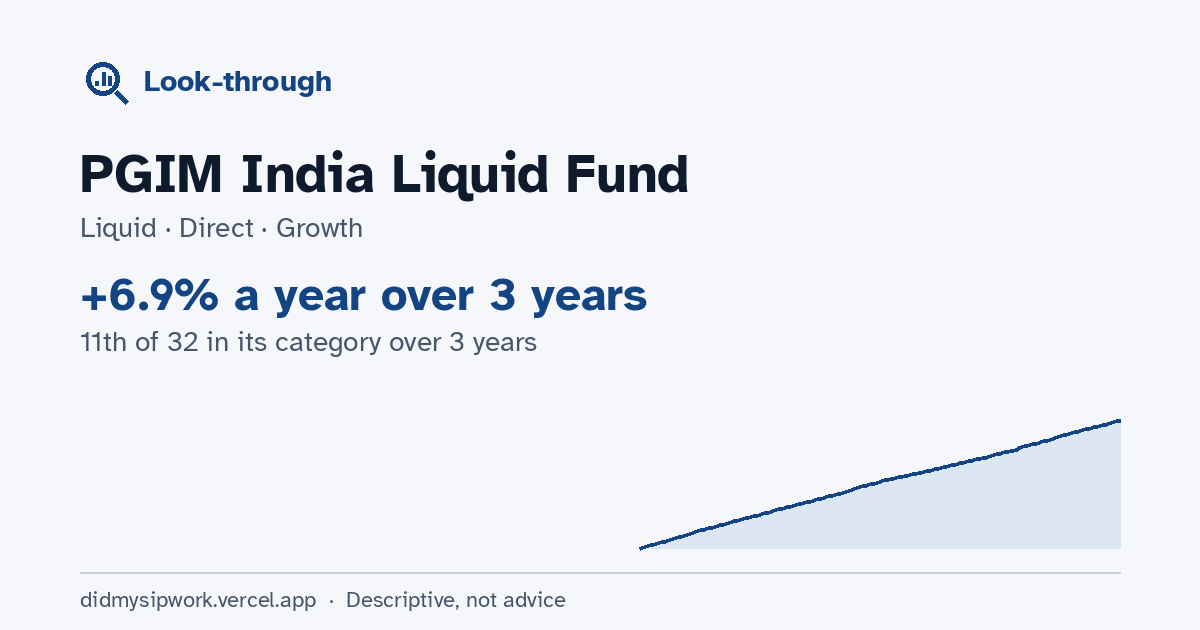 Look-through
PGIM India Liquid Fund
Liquid · Direct · Growth
+6.9% a year over 3 years
11th of 32 in its category over 3 years
didmysipwork.vercel.app · Descriptive, not advice